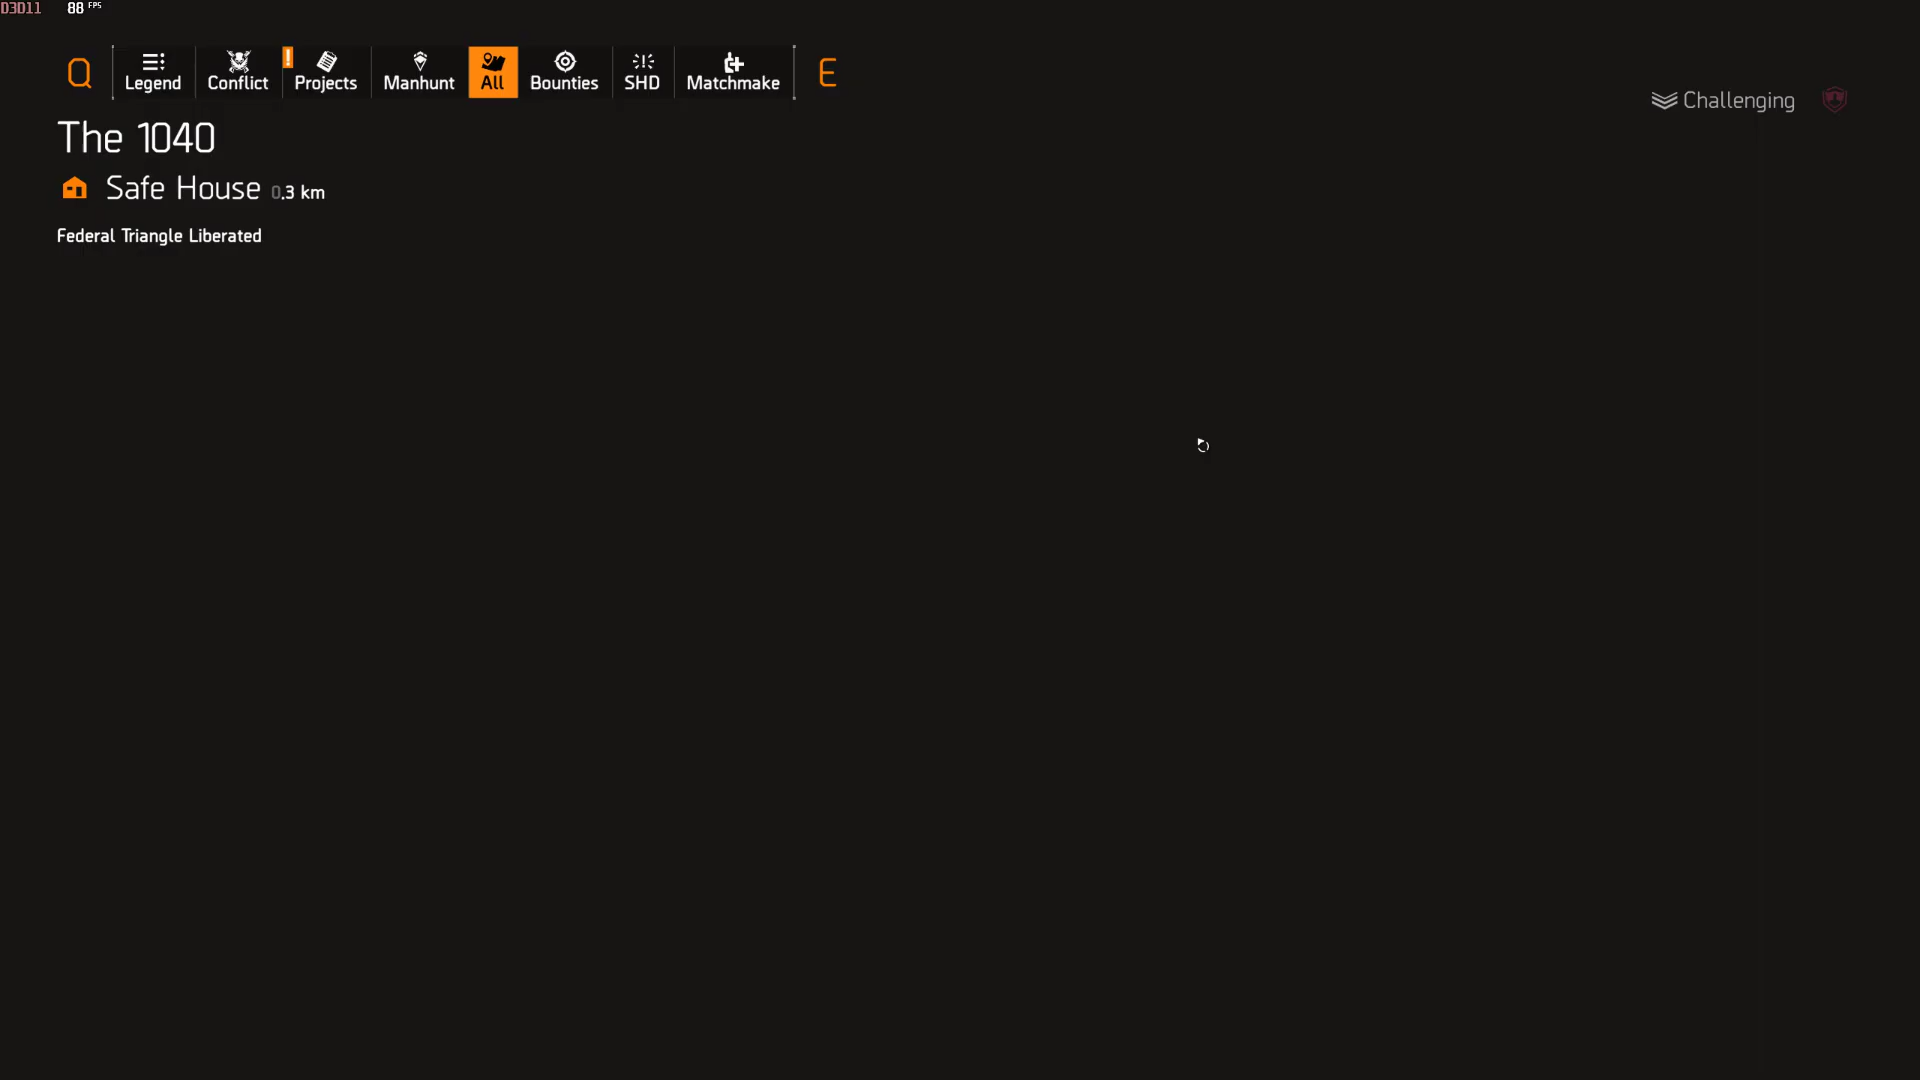 D3D11 88 FPS
Q Legend Conflict ! Projects Manhunt All Bounties SHD Matchmake E
Challenging
The 1040
Safe House 0.3 km
Federal Triangle Liberated